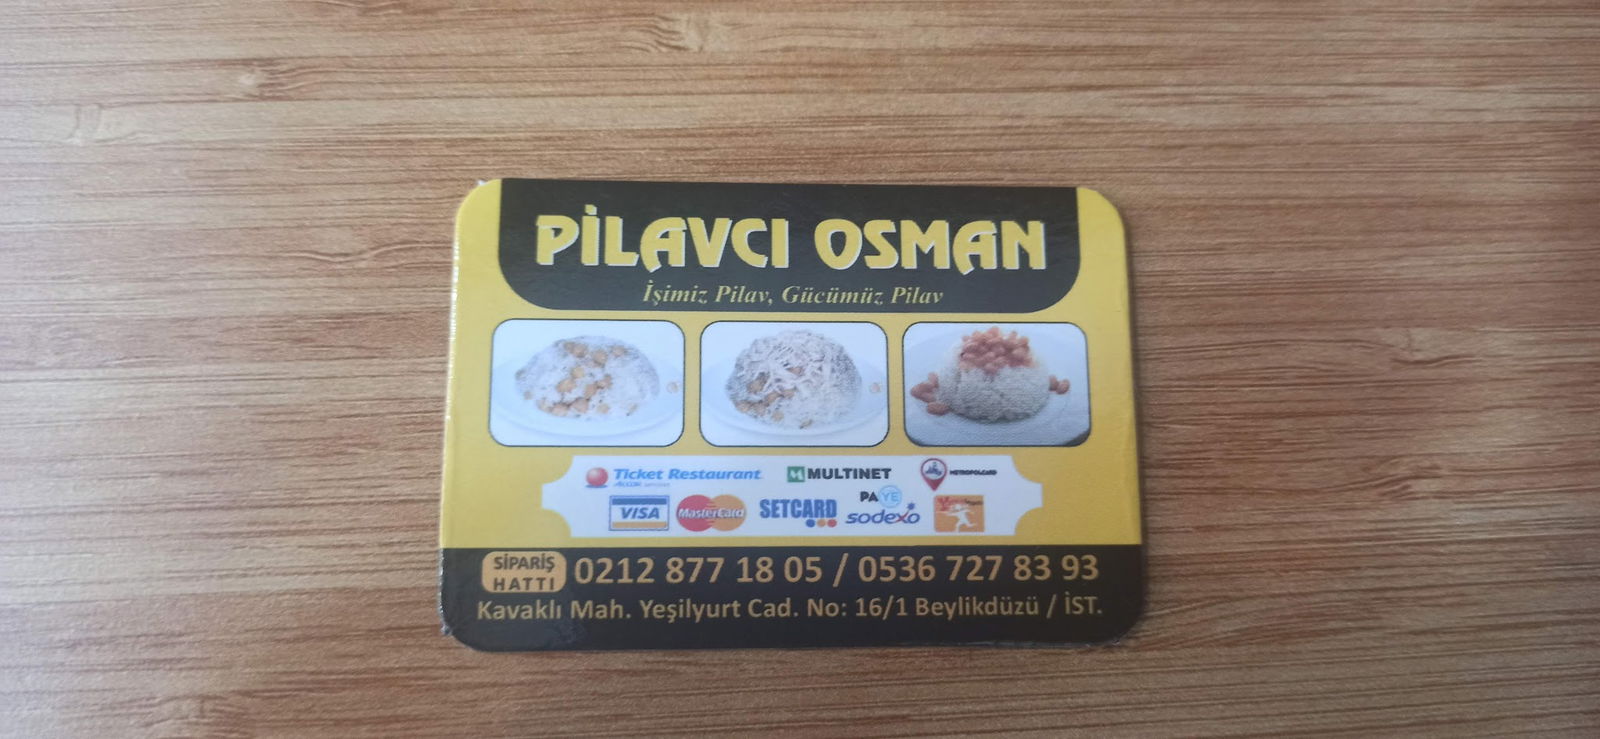 PİLAVCI OSMAN
İşimiz Pilav, Gücümüz Pilav
Ticket Restaurant
MULTINET
METROPOLCARD
VISA
MasterCard
SETCARD
PAYE
sodexo
SİPARİŞ HATTI
0212 877 18 05 / 0536 727 83 93
Kavaklı Mah. Yeşilyurt Cad. No: 16/1 Beylikdüzü / İST.